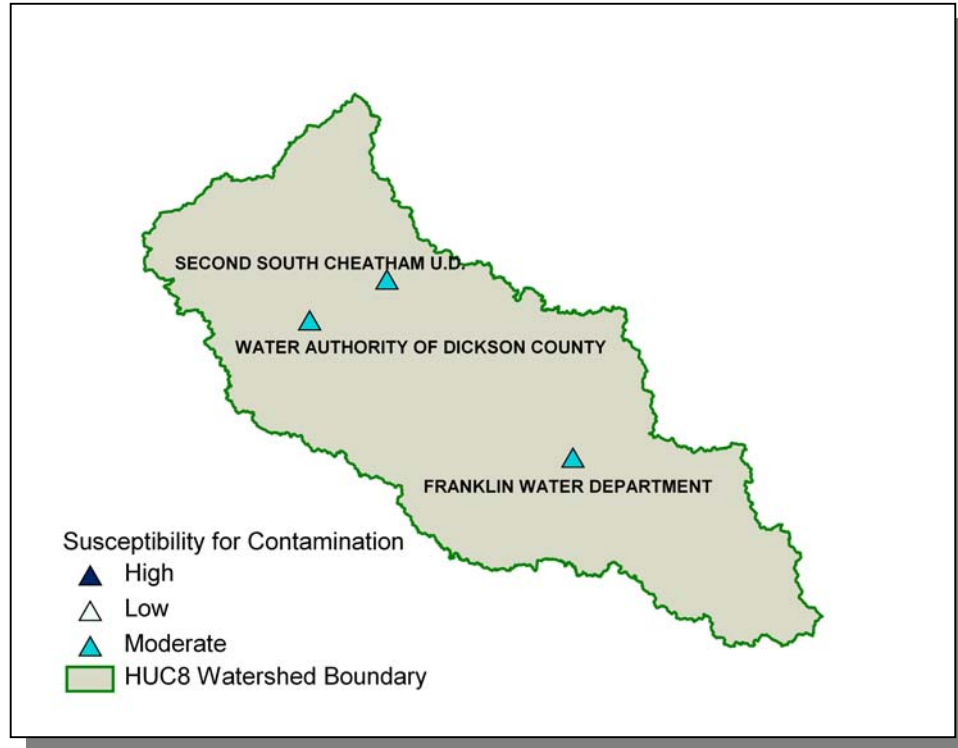 SECOND SOUTH CHEATHAM U.D.
WATER AUTHORITY OF DICKSON COUNTY
FRANKLIN WATER DEPARTMENT
Susceptibility for Contamination
High
Low
Moderate
HUC8 Watershed Boundary